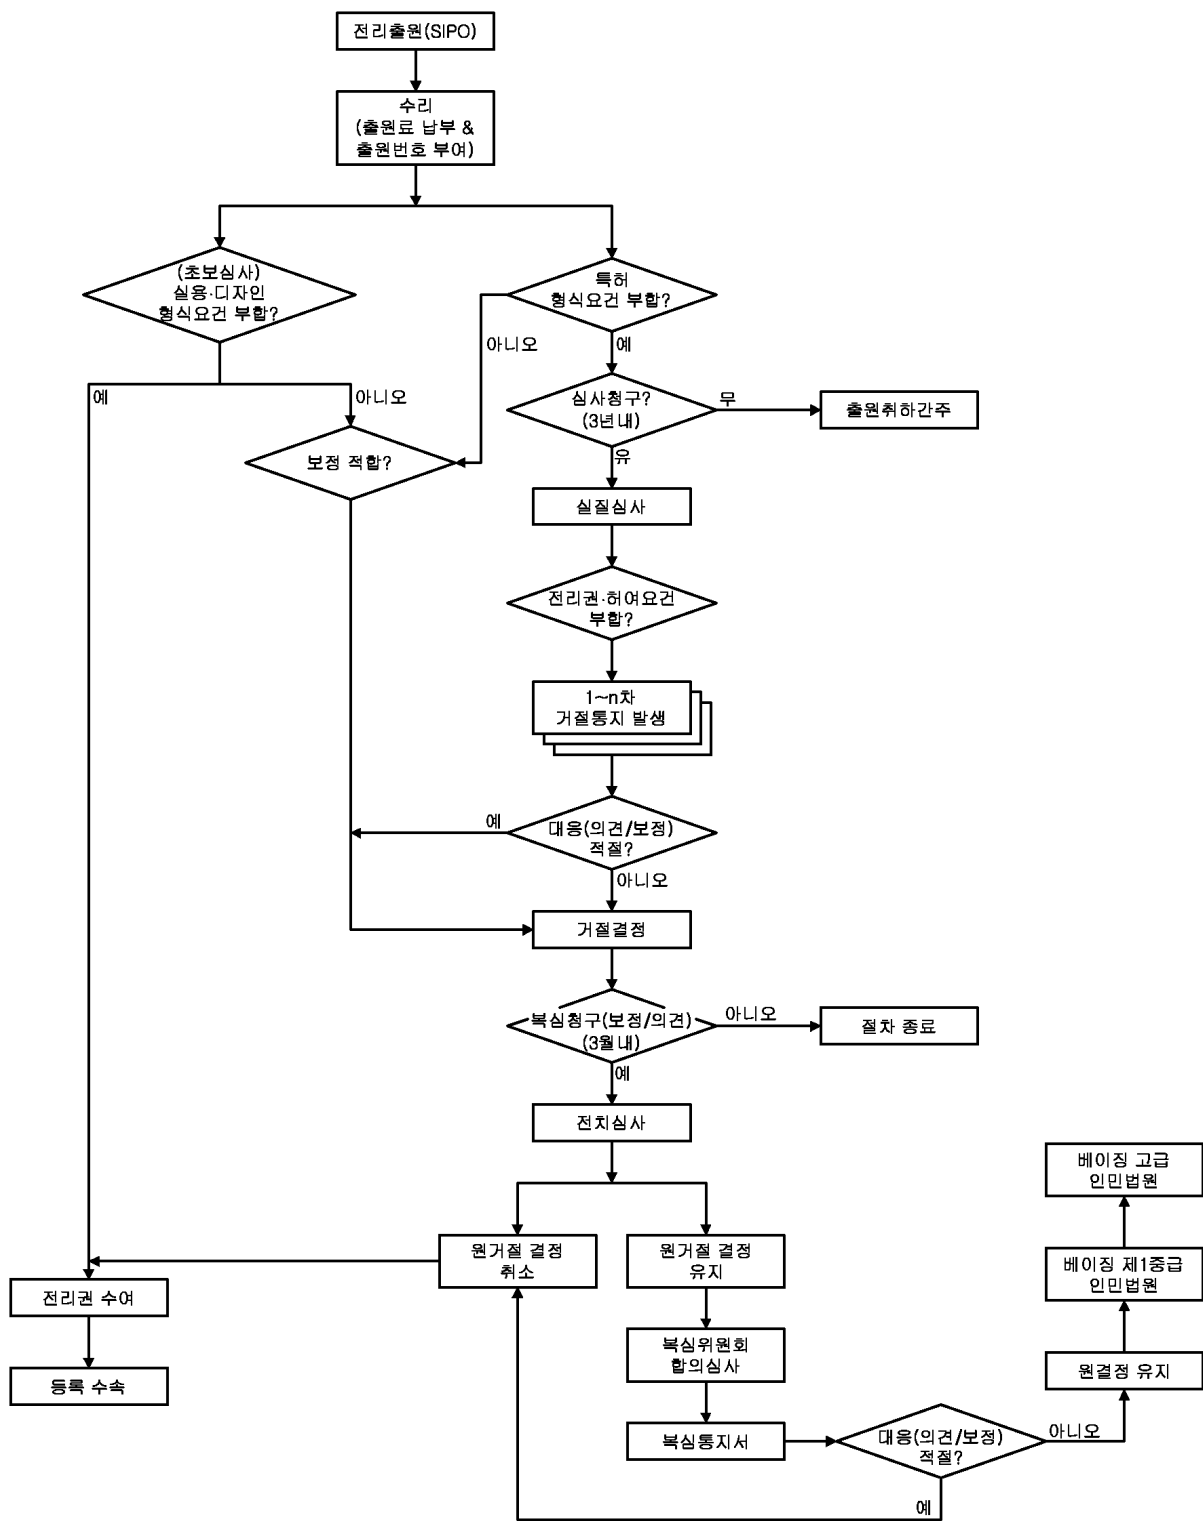 전리출원(SIPO)
수리
(출원료 납부 &
출원번호 부여)
(초보심사)
실용·디자인
형식요건 부합?
특허
형식요건 부합?
아니오
예
예
아니오
심사청구?
(3년내)
무
출원취하간주
보정 적합?
유
실질심사
전리권·허여요건
부합?
1~n차
거절통지 발생
예
대응(의견/보정)
적절?
아니오
거절결정
복심청구(보정/의견)
(3월내)
아니오
절차 종료
예
전치심사
베이징 고급
인민법원
원거절 결정
취소
원거절 결정
유지
베이징 제1중급
인민법원
전리권 수여
복심위원회
합의심사
원결정 유지
등록 수속
복심통지서
대응(의견/보정)
적절?
아니오
예